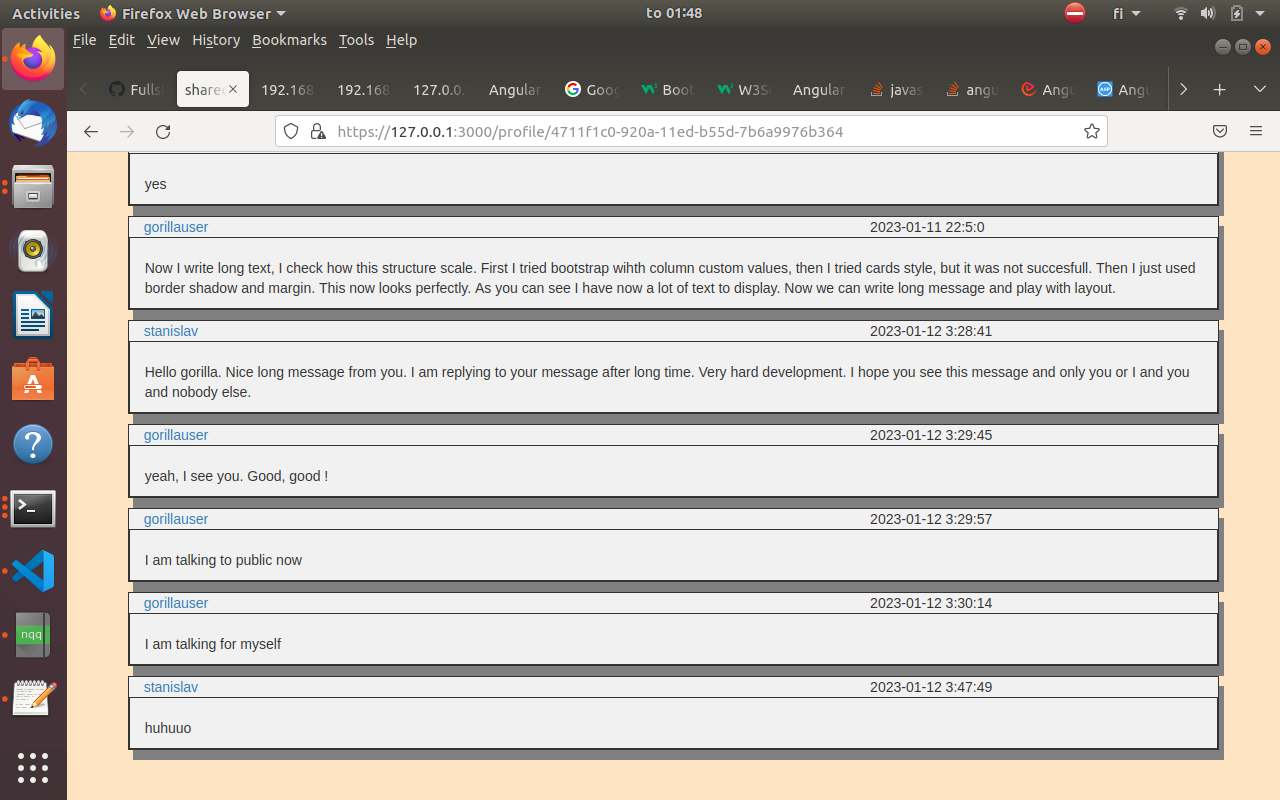 Activities Firefox Web Browser to 01:48 fi
File Edit View History Bookmarks Tools Help
Fulls share 192.168 192.168 127.0.0. Angular Goog Boot W3S Angular javas angu Angu Angu
https://127.0.0.1:3000/profile/4711f1c0-920a-11ed-b55d-7b6a9976b364
yes
gorillauser 2023-01-11 22:5:0
Now I write long text, I check how this structure scale. First I tried bootstrap wihth column custom values, then I tried cards style, but it was not succesfull. Then I just used
border shadow and margin. This now looks perfectly. As you can see I have now a lot of text to display. Now we can write long message and play with layout.
stanislav 2023-01-12 3:28:41
Hello gorilla. Nice long message from you. I am replying to your message after long time. Very hard development. I hope you see this message and only you or I and you
and nobody else.
gorillauser 2023-01-12 3:29:45
yeah, I see you. Good, good !
gorillauser 2023-01-12 3:29:57
I am talking to public now
gorillauser 2023-01-12 3:30:14
I am talking for myself
stanislav 2023-01-12 3:47:49
huhuuo
nqq